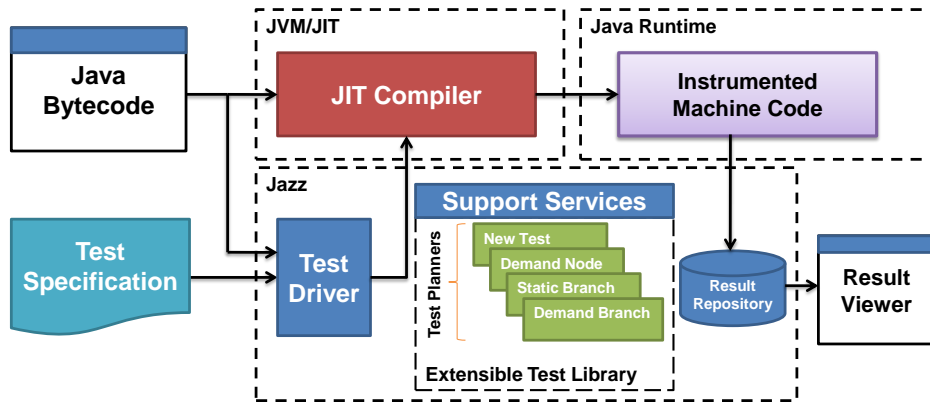 JVM/JIT
Java Runtime
Java
Bytecode
JIT Compiler
Instrumented
Machine Code
Jazz
Support Services
Test
Specification
Test
Driver
Test Planners
New Test
Demand Node
Static Branch
Demand Branch
Extensible Test Library
Result
Repository
Result
Viewer